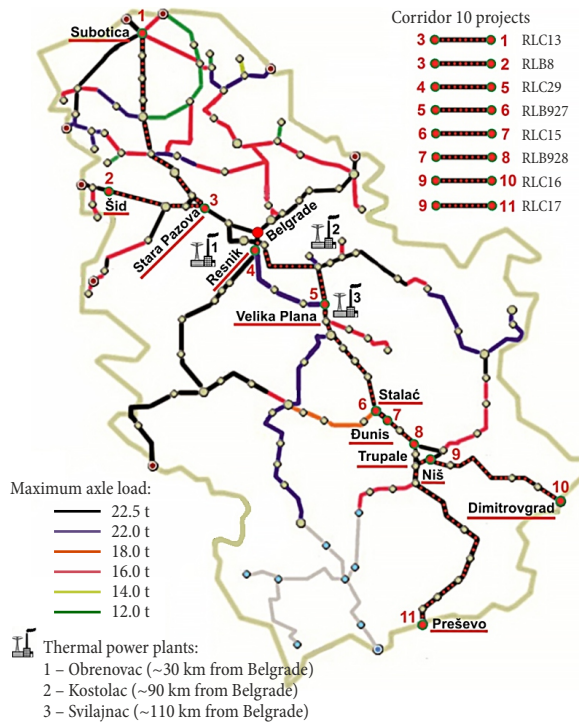 Corridor 10 projects
3 1 RLC13
3 2 RLB8
4 5 RLC29
5 6 RLB927
6 7 RLC15
7 8 RLB928
9 10 RLC16
9 11 RLC17
1
Subotica
2
Šid
3
Stara Pazova
Belgrade
1
2
Resnik
4
5
3
Velika Plana
Stalać
6
7
Đunis
8
Trupale
9
Niš
10
Dimitrovgrad
11
Preševo
Maximum axle load:
22.5 t
22.0 t
18.0 t
16.0 t
14.0 t
12.0 t
Thermal power plants:
1 – Obrenovac (~30 km from Belgrade)
2 – Kostolac (~90 km from Belgrade)
3 – Svilajnac (~110 km from Belgrade)